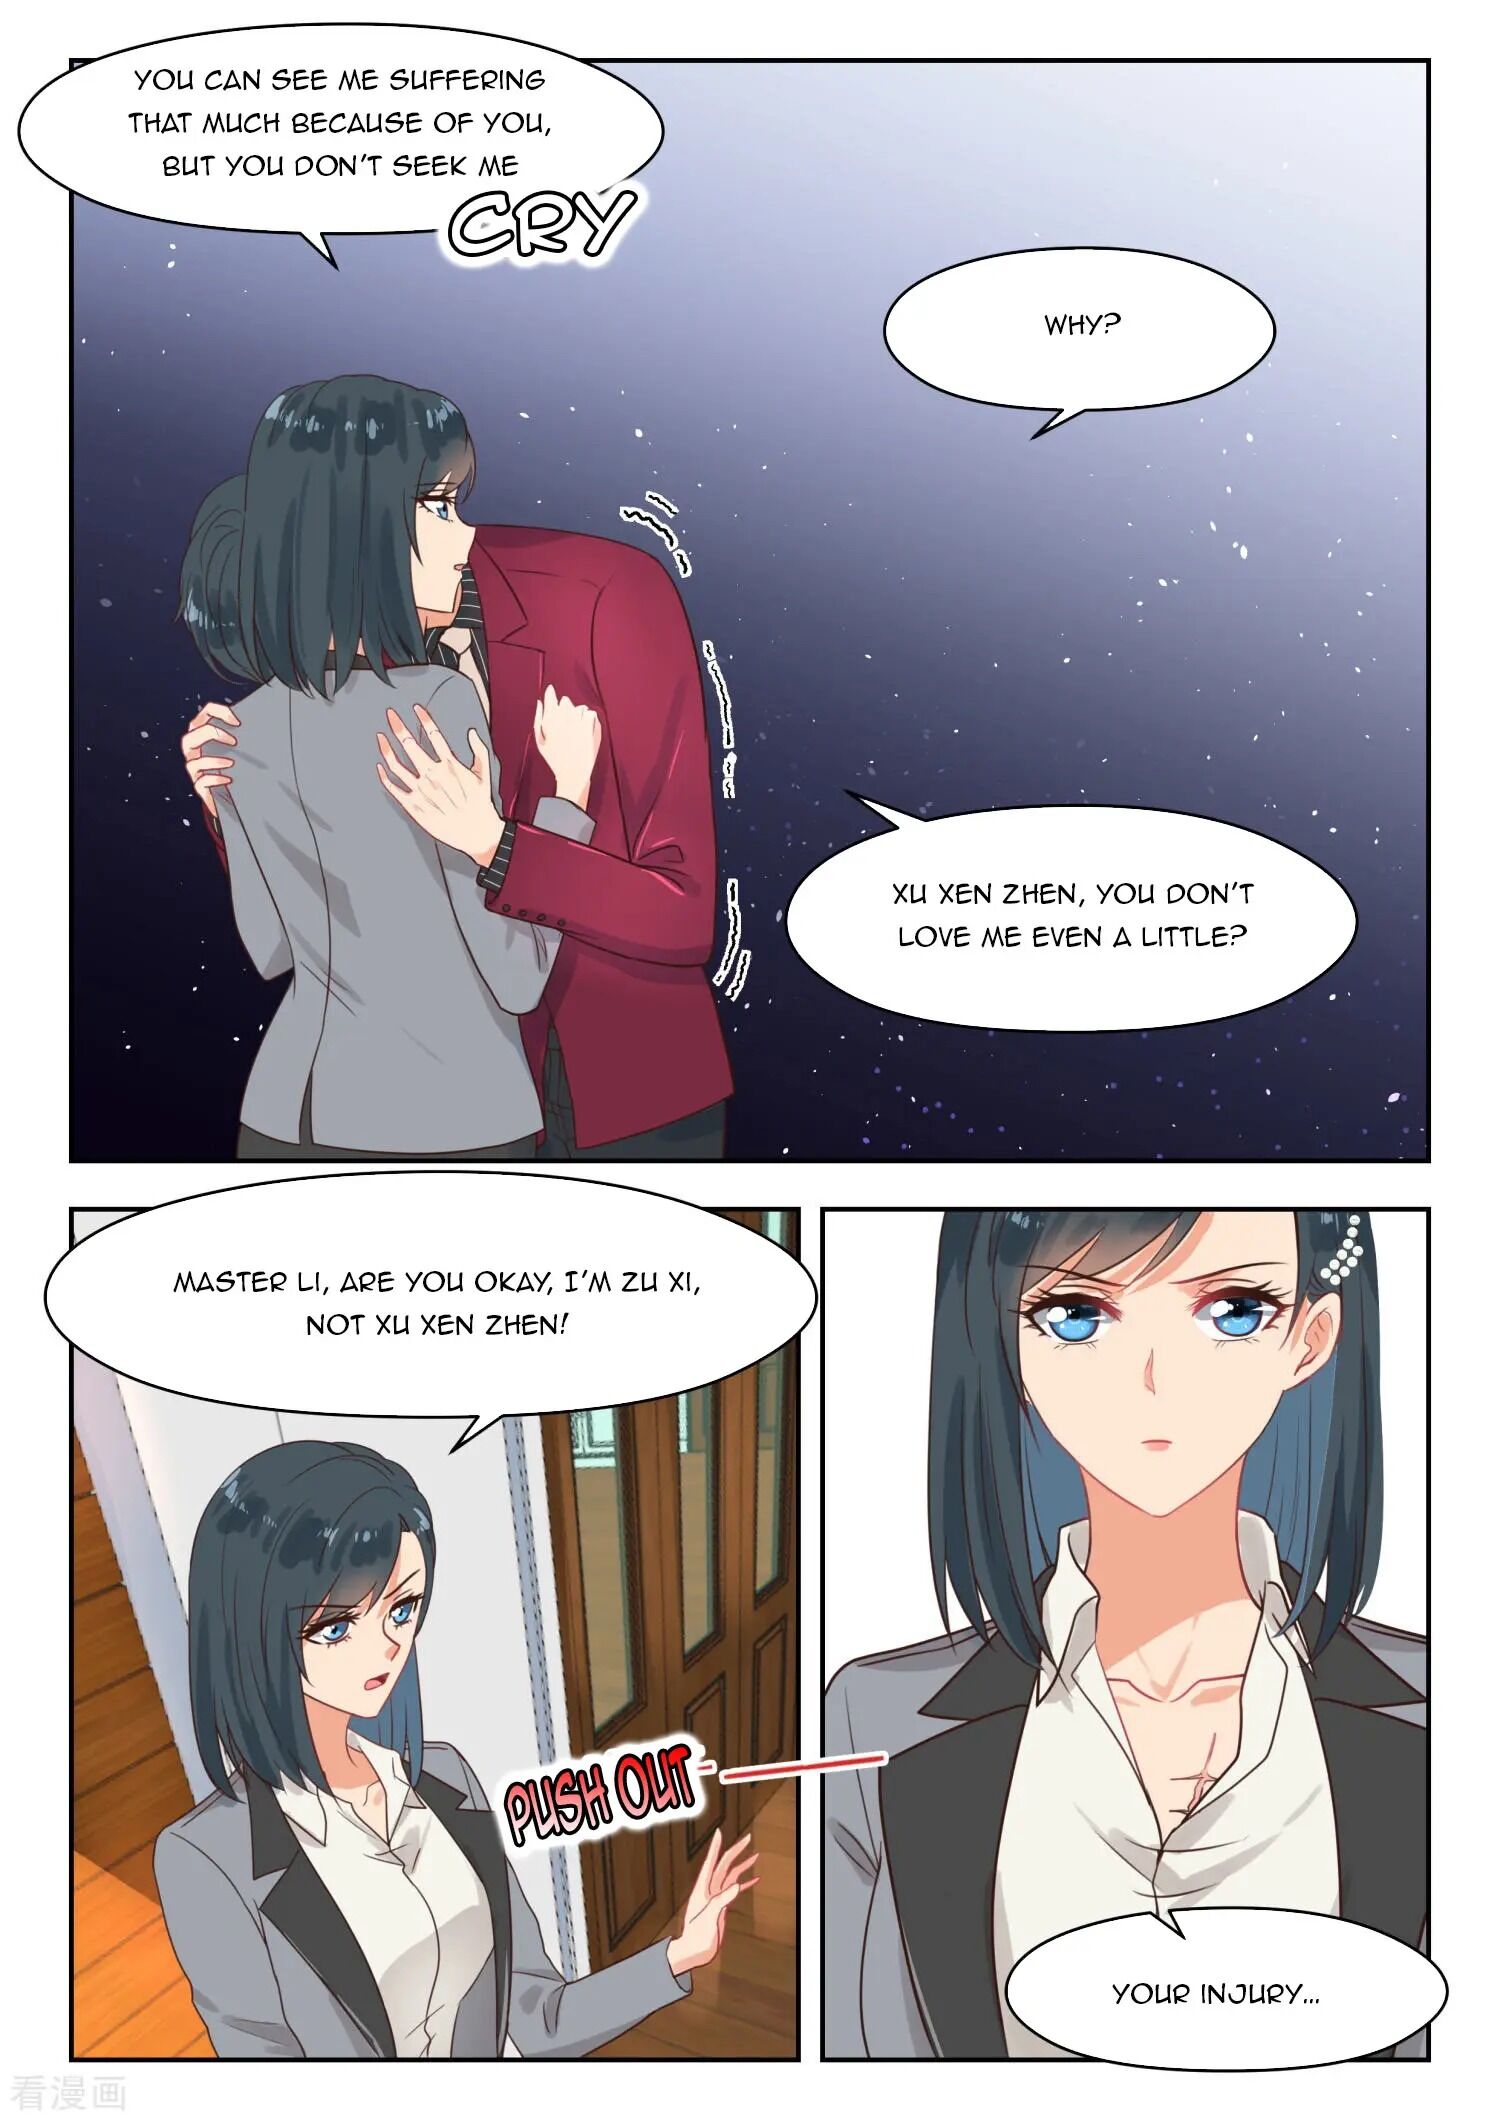 YOU CAN SEE ME SUFFERING
THAT MUCH BECAUSE OF YOU,
BUT YOU DON'T SEEK ME
CRY
WHY?
XU XEN ZHEN, YOU DON'T
LOVE ME EVEN A LITTLE?
MASTER LI, ARE YOU OKAY, I'M ZU XI,
NOT XU XEN ZHEN!
PUSH OUT
YOUR INJURY...
看漫画